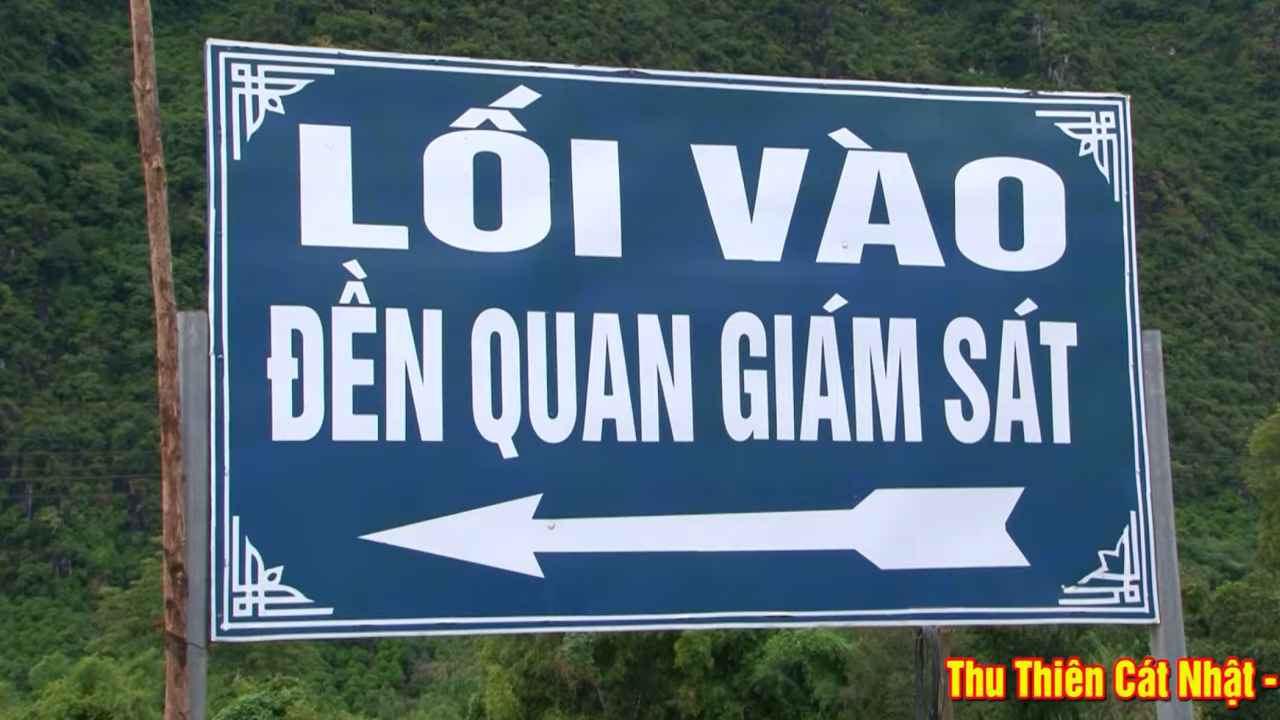 LỐI VÀO
ĐỀN QUAN GIÁM SÁT
Thu Thiên Cát Nhật -